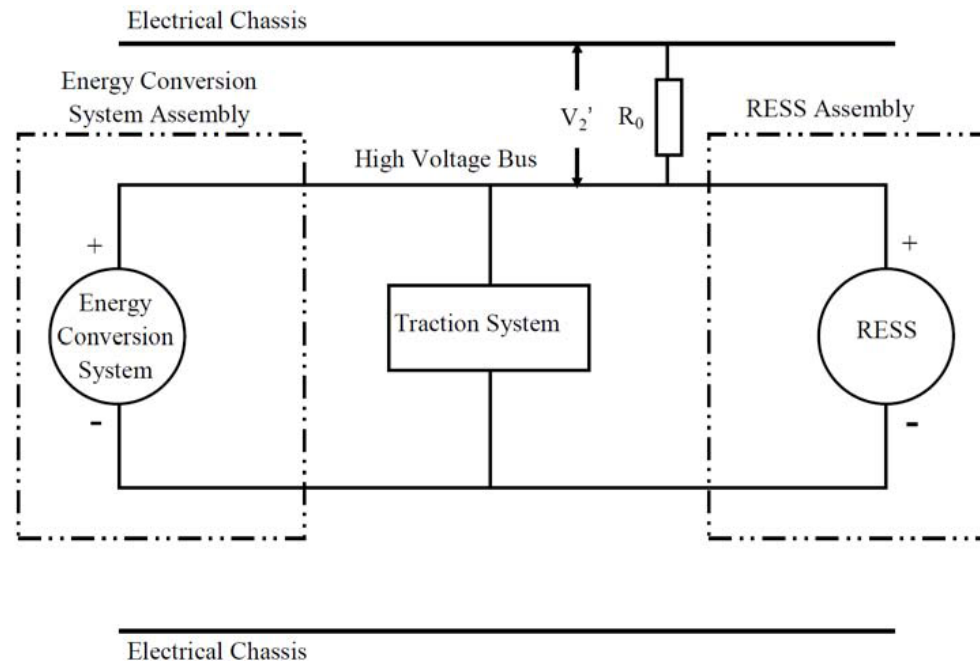 Electrical Chassis
Energy Conversion
System Assembly
V₂’
R₀
RESS Assembly
High Voltage Bus
+
+
Energy
Conversion
System
Traction System
RESS
-
-
Electrical Chassis